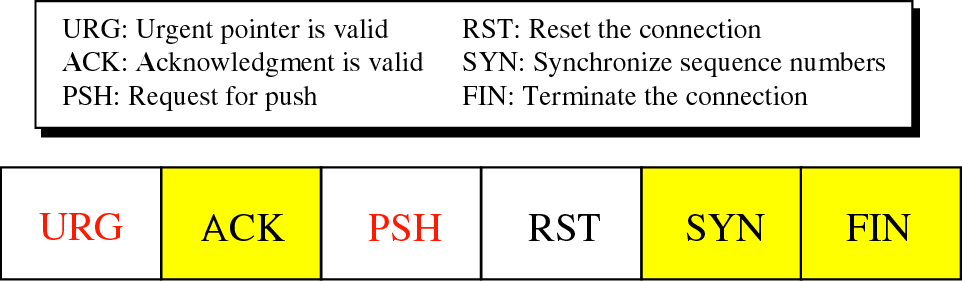 URG: Urgent pointer is valid
ACK: Acknowledgment is valid
PSH: Request for push
RST: Reset the connection
SYN: Synchronize sequence numbers
FIN: Terminate the connection
URG ACK PSH RST SYN FIN